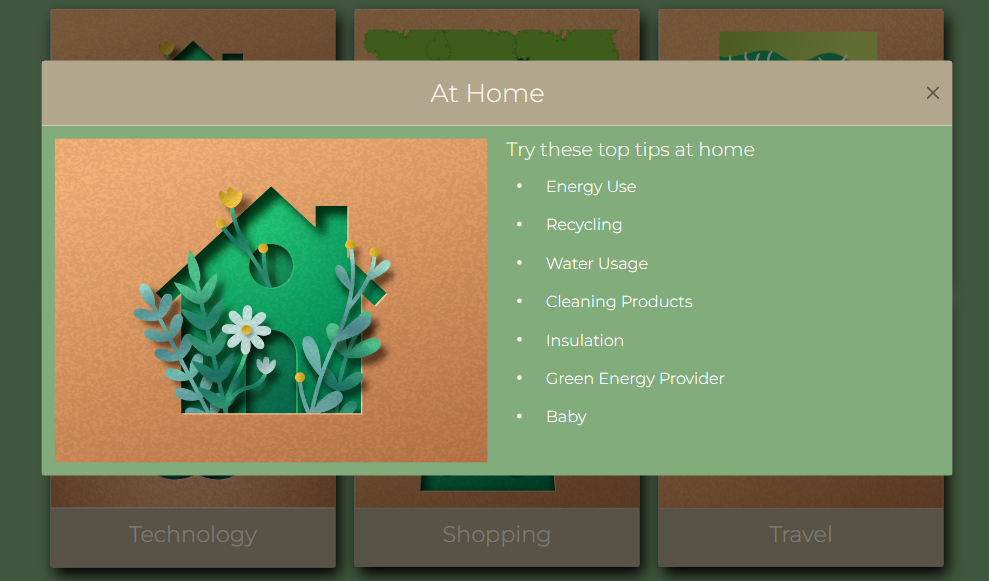 At Home
Try these top tips at home
Energy Use
Recycling
Water Usage
Cleaning Products
Insulation
Green Energy Provider
Baby
Technology
Shopping
Travel